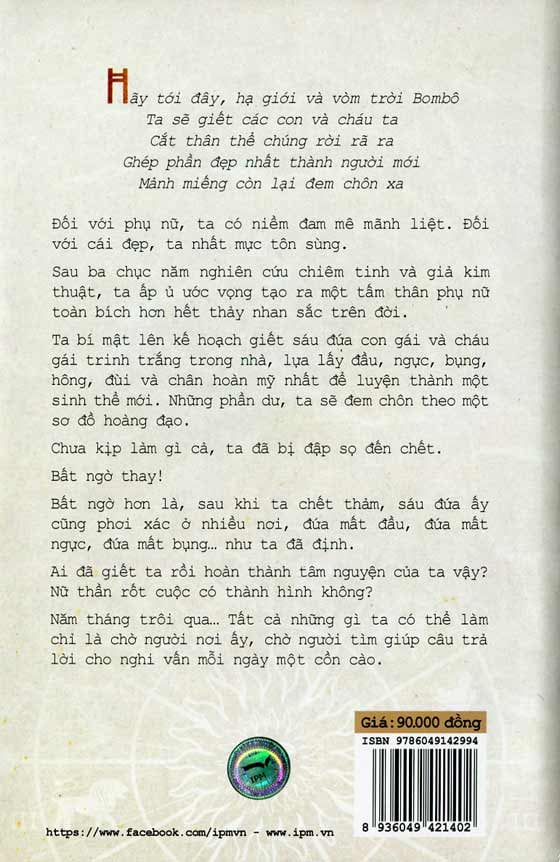 Hãy tới đây, hạ giới và vòm trời Bombô
Ta sẽ giết các con và cháu ta
Cắt thân thể chúng rời rã ra
Ghép phần đẹp nhất thành người mới
Mảnh miếng còn lại đem chôn xa
Đối với phụ nữ, ta có niềm đam mê mãnh liệt. Đối
với cái đẹp, ta nhất mực tôn sùng.
Sau ba chục năm nghiên cứu chiêm tinh và giả kim
thuật, ta ấp ủ ước vọng tạo ra một tấm thân phụ nữ
toàn bích hơn hết thảy nhan sắc trên đời.
Ta bí mật lên kế hoạch giết sáu đứa con gái và cháu
gái trinh trắng trong nhà, lựa lấy đầu, ngực, bụng,
hông, đùi và chân hoàn mỹ nhất để luyện thành một
sinh thể mới. Những phần dư, ta sẽ đem chôn theo một
sơ đồ hoàng đạo.
Chưa kịp làm gì cả, ta đã bị đập sọ đến chết.
Bất ngờ thay!
Bất ngờ hơn là, sau khi ta chết thảm, sáu đứa ấy
cũng phơi xác ở nhiều nơi, đứa mất đầu, đứa mất
ngực, đứa mất bụng… như ta đã định.
Ai đã giết ta rồi hoàn thành tâm nguyện của ta vậy?
Nữ thần rốt cuộc có thành hình không?
Năm tháng trôi qua… Tất cả những gì ta có thể làm
chỉ là chờ người nơi ấy, chờ người tìm giúp câu trả
lời cho nghi vấn mỗi ngày một cồn cào.
Giá: 90.000 đồng
ISBN 9786049142994
8 936049 421402
IPM
https://www.facebook.com/ipmvn - www.ipm.vn